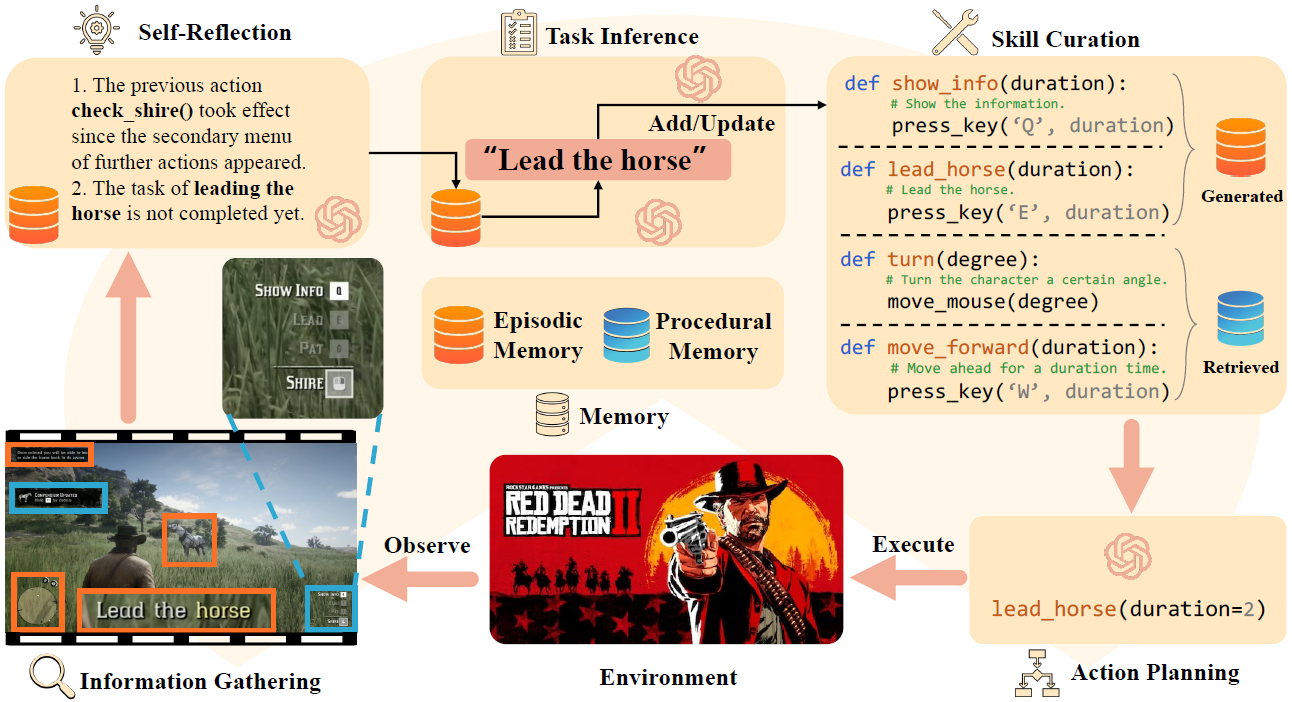 Self-Reflection
1. The previous action
check_shire() took effect
since the secondary menu
of further actions appeared.
2. The task of leading the
horse is not completed yet.
Task Inference
Add/Update
“Lead the horse”
Skill Curation
def show_info(duration):
# Show the information.
press_key(‘Q’, duration)
def lead_horse(duration):
# Lead the horse.
press_key(‘E’, duration)
Generated
def turn(degree):
# Turn the character a certain angle.
move_mouse(degree)
def move_forward(duration):
# Move ahead for a duration time.
press_key(‘W’, duration)
Retrieved
Episodic
Memory
Procedural
Memory
Memory
SHOW INFO Q
LEAD E
PAT G
SHIRE
COMPENDIUM UPDATED
Lead the horse
Information Gathering
Observe
ROCKSTAR GAMES PRESENTS
RED DEAD
REDEMPTION II
Environment
Execute
lead_horse(duration=2)
Action Planning